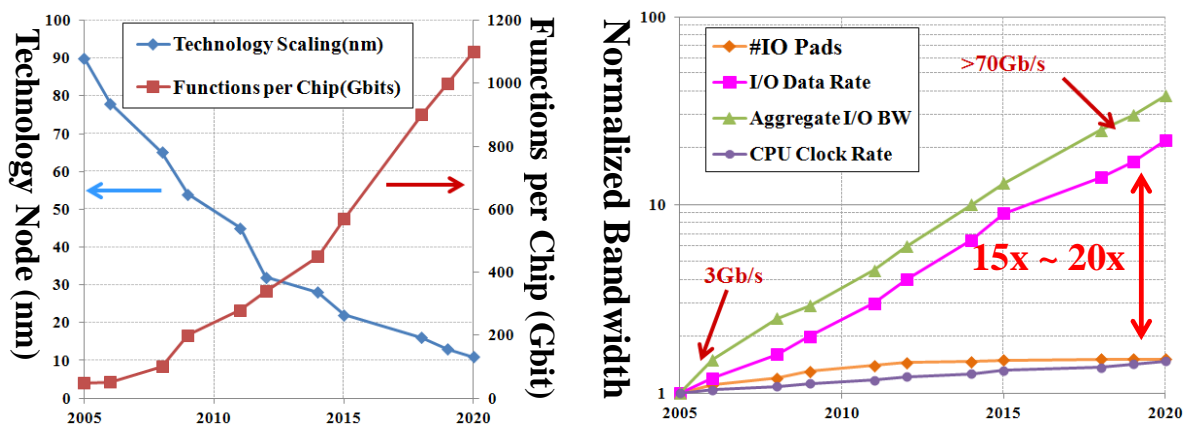 Technology Node (nm)
100
90
80
70
60
50
40
30
20
10
0
Technology Scaling(nm)
Functions per Chip(Gbits)
1200
1000
800
600
400
200
0
Functions per Chip (Gbit)
2005
2010
2015
2020
Normalized Bandwidth
100
10
1
#IO Pads
I/O Data Rate
Aggregate I/O BW
CPU Clock Rate
>70Gb/s
3Gb/s
15x ~ 20x
2005
2010
2015
2020